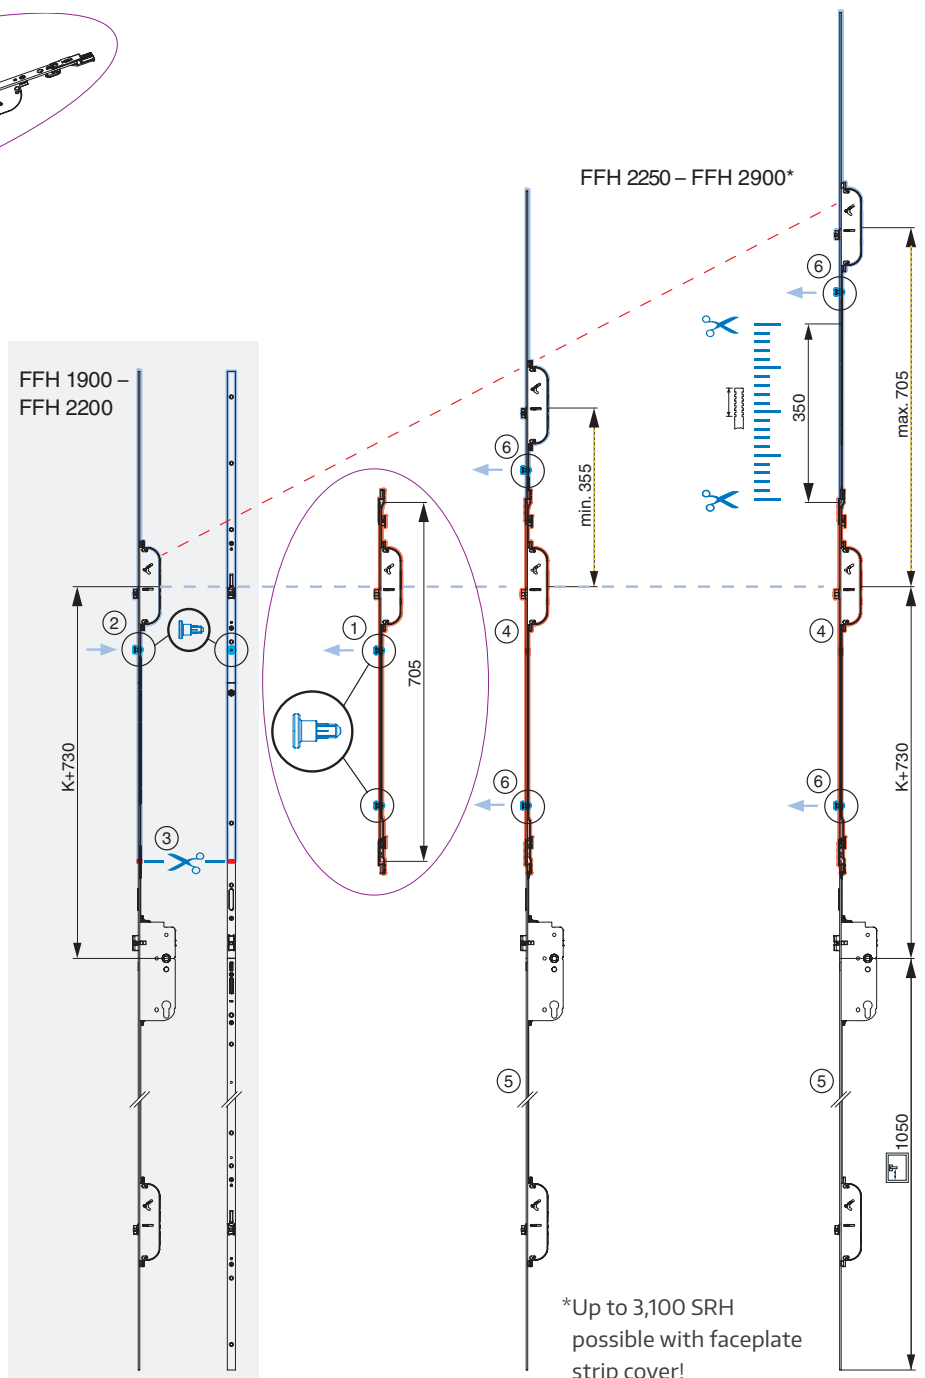 FFH 2250 – FFH 2900*
6
max. 705
350
FFH 1900 –
FFH 2200
6
min. 355
2
1
4
4
705
K+730
K+730
3
6
6
5
5
1050
*Up to 3,100 SRH
possible with faceplate
strip cover!